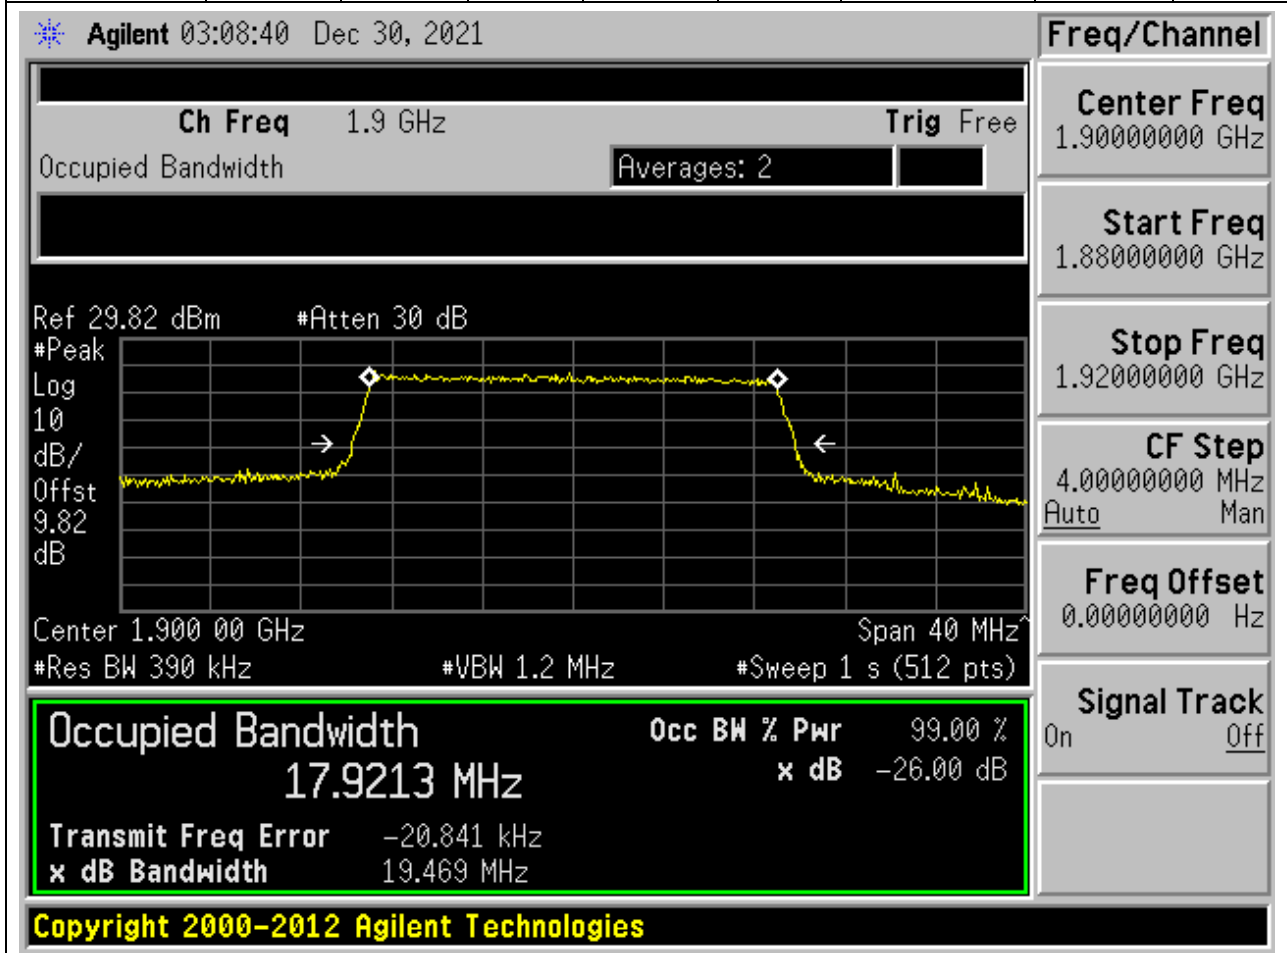 Agilent 03:08:40 Dec 30, 2021
Freq/Channel
Ch Freq 1.9 GHz Trig Free
Occupied Bandwidth Averages: 2
Ref 29.82 dBm #Atten 30 dB
#Peak
Log
10
dB/
Offst
9.82
dB
Center 1.900 00 GHz Span 40 MHz^
#Res BW 390 kHz #VBW 1.2 MHz #Sweep 1 s (512 pts)
Occupied Bandwidth Occ BW % Pwr 99.00 %
17.9213 MHz x dB -26.00 dB
Transmit Freq Error -20.841 kHz
x dB Bandwidth 19.469 MHz
Center Freq
1.90000000 GHz
Start Freq
1.88000000 GHz
Stop Freq
1.92000000 GHz
CF Step
4.00000000 MHz
Auto Man
Freq Offset
0.00000000 Hz
Signal Track
On Off
Copyright 2000-2012 Agilent Technologies